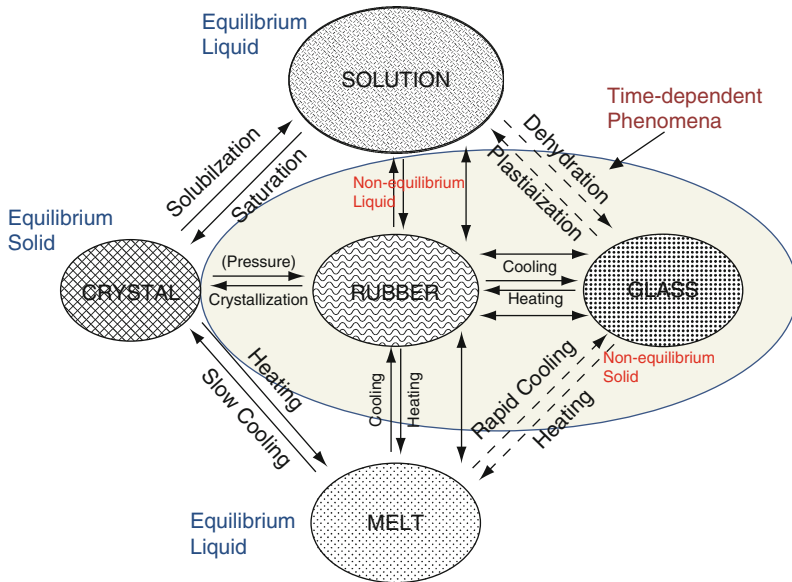 Equilibrium
Liquid
SOLUTION
Time-dependent
Phenomena
Dehydration
Plastiaization
Solubilzation
Saturation
Non-equilibrium
Liquid
Equilibrium
Solid
CRYSTAL
(Pressure)
Crystallization
RUBBER
Cooling
Heating
GLASS
Non-equilibrium
Solid
Heating
Slow Cooling
Cooling
Heating
Rapid Cooling
Heating
Equilibrium
Liquid
MELT